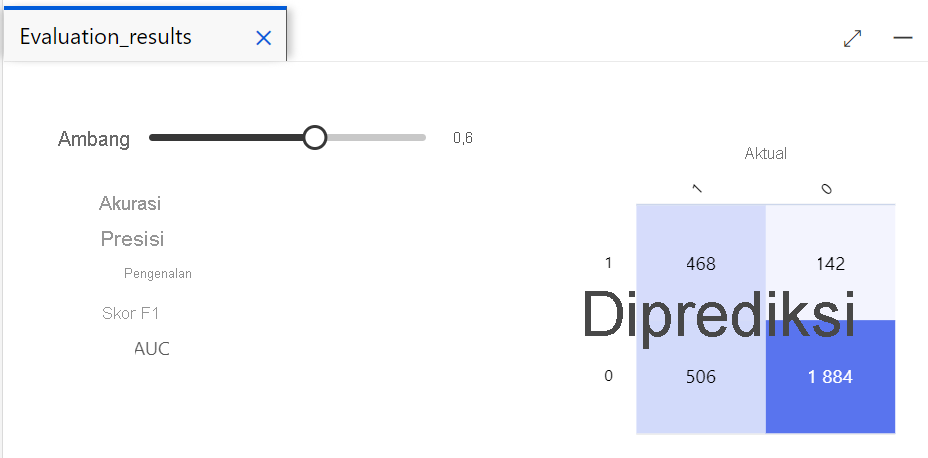 Evaluation_results
Ambang 0,6
Akurasi
Presisi
Pengenalan
Skor F1
AUC
Aktual
1 0
1 468 142
Diprediksi
0 506 1 884